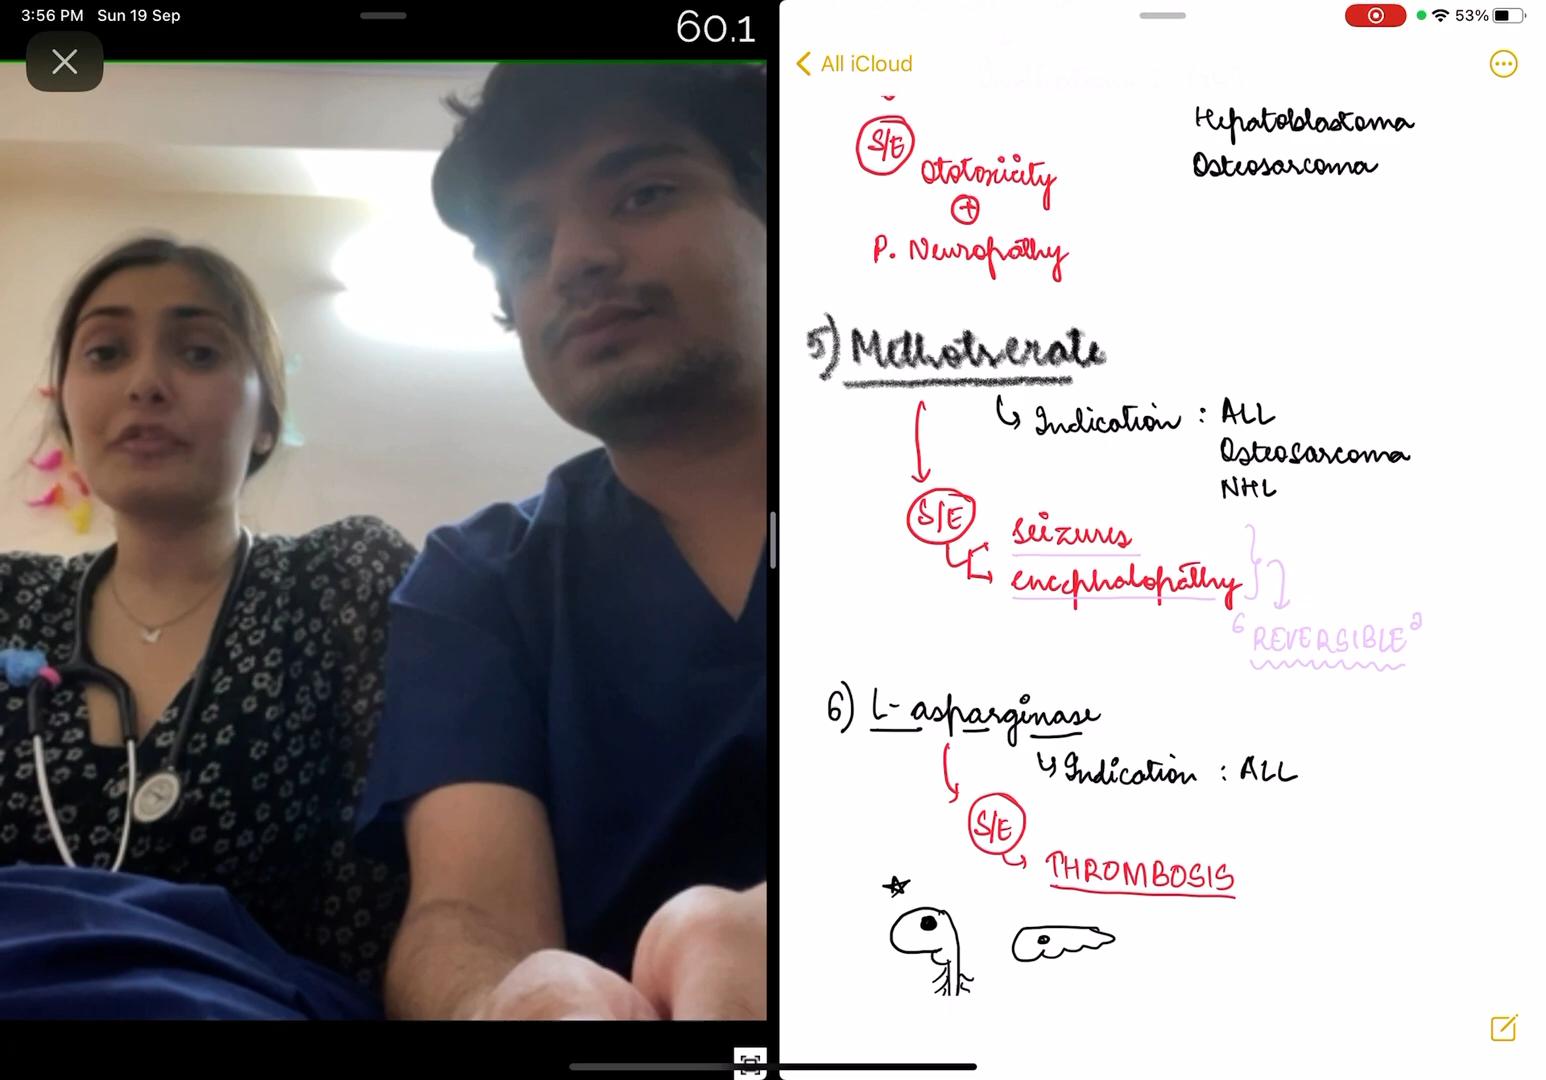 3:56 PM Sun 19 Sep
60.1
53%
All iCloud
Hepatoblastoma
Osteosarcoma
S/E
Ototoxicity
+
P. Neuropathy
5) Methotrerate
Indication : ALL
Osteosarcoma
NHL
S/E
seizures
encephalopathy
"REVERSIBLE"
6) L-asparginase
Indication : ALL
S/E
THROMBOSIS